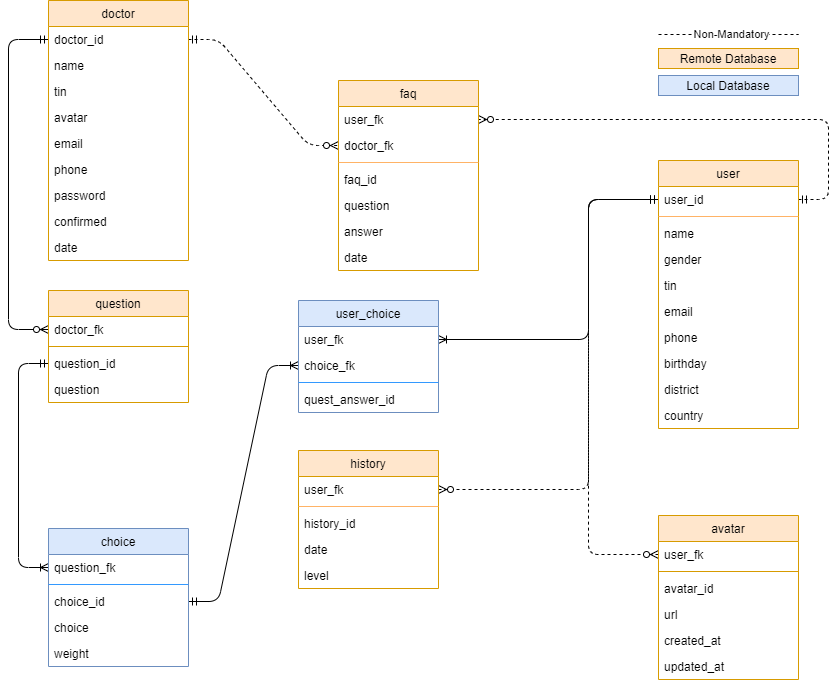 doctor
doctor_id
name
tin
avatar
email
phone
password
confirmed
date
Non-Mandatory
Remote Database
Local Database
faq
user_fk
doctor_fk
faq_id
question
answer
date
user
user_id
name
gender
tin
email
phone
birthday
district
country
question
doctor_fk
question_id
question
user_choice
user_fk
choice_fk
quest_answer_id
history
user_fk
history_id
date
level
choice
question_fk
choice_id
choice
weight
avatar
user_fk
avatar_id
url
created_at
updated_at